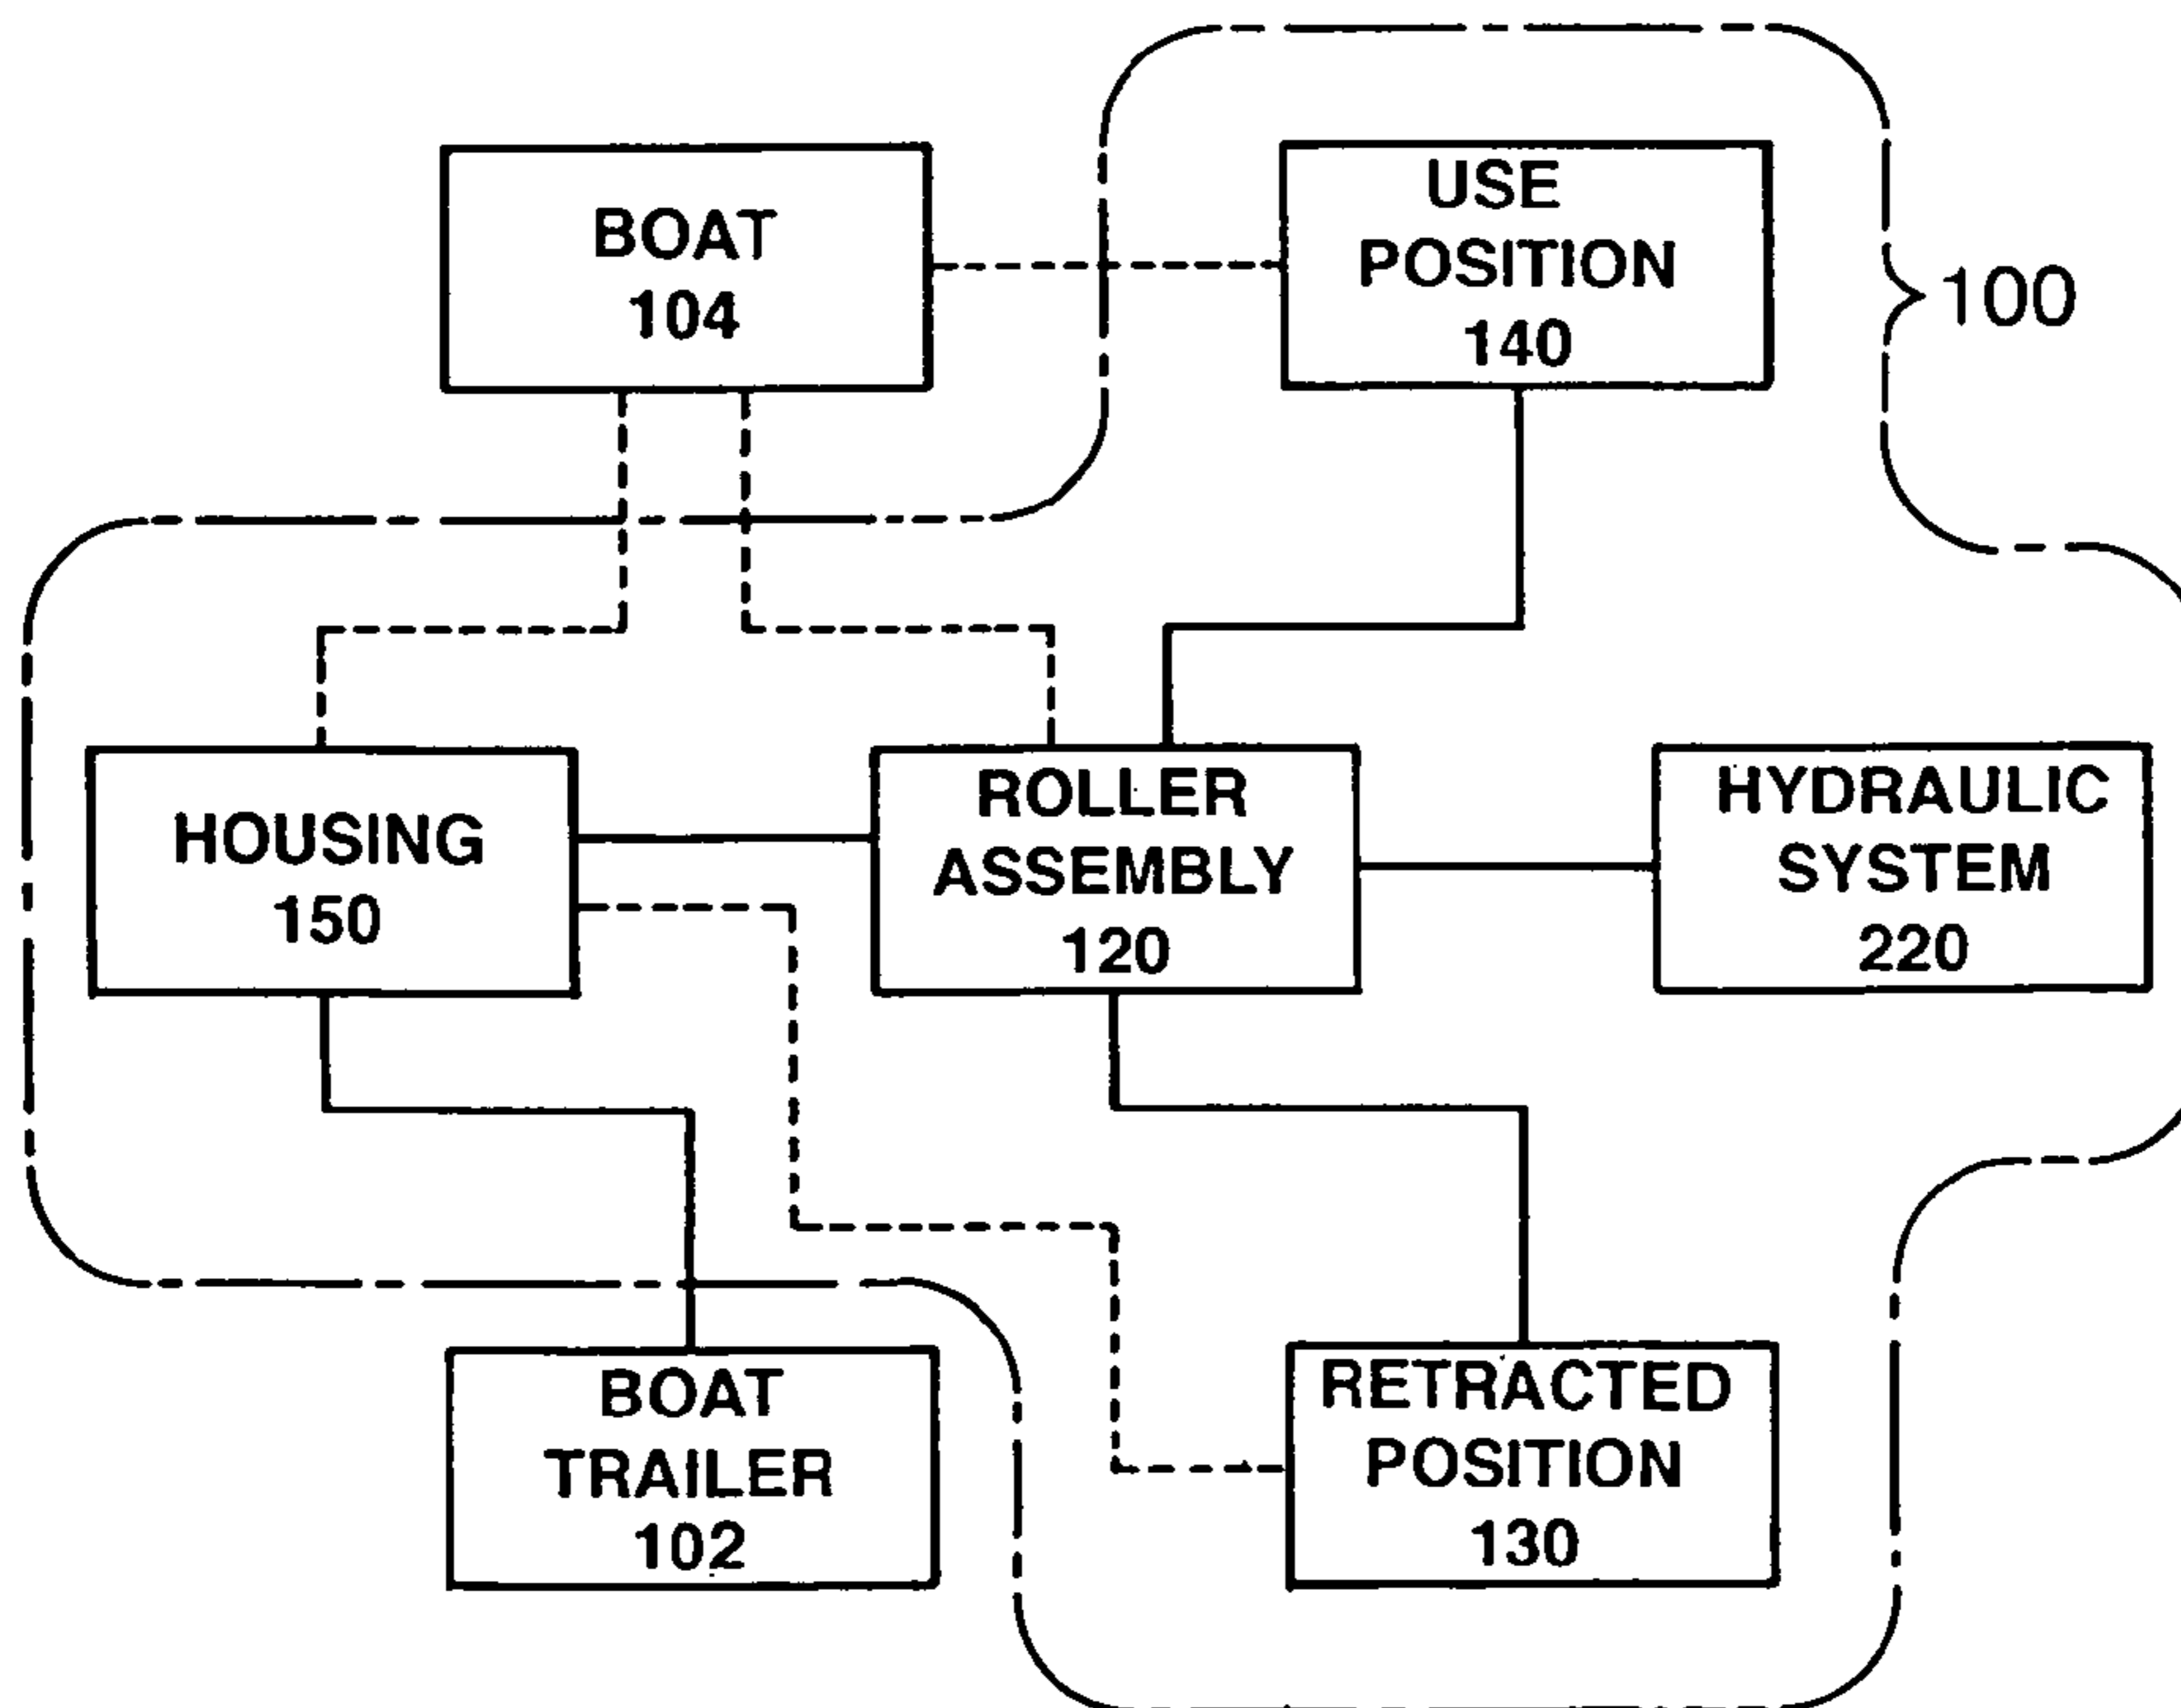 BOAT
104
USE
POSITION
140
100
HOUSING
150
ROLLER
ASSEMBLY
120
HYDRAULIC
SYSTEM
220
BOAT
TRAILER
102
RETRACTED
POSITION
130